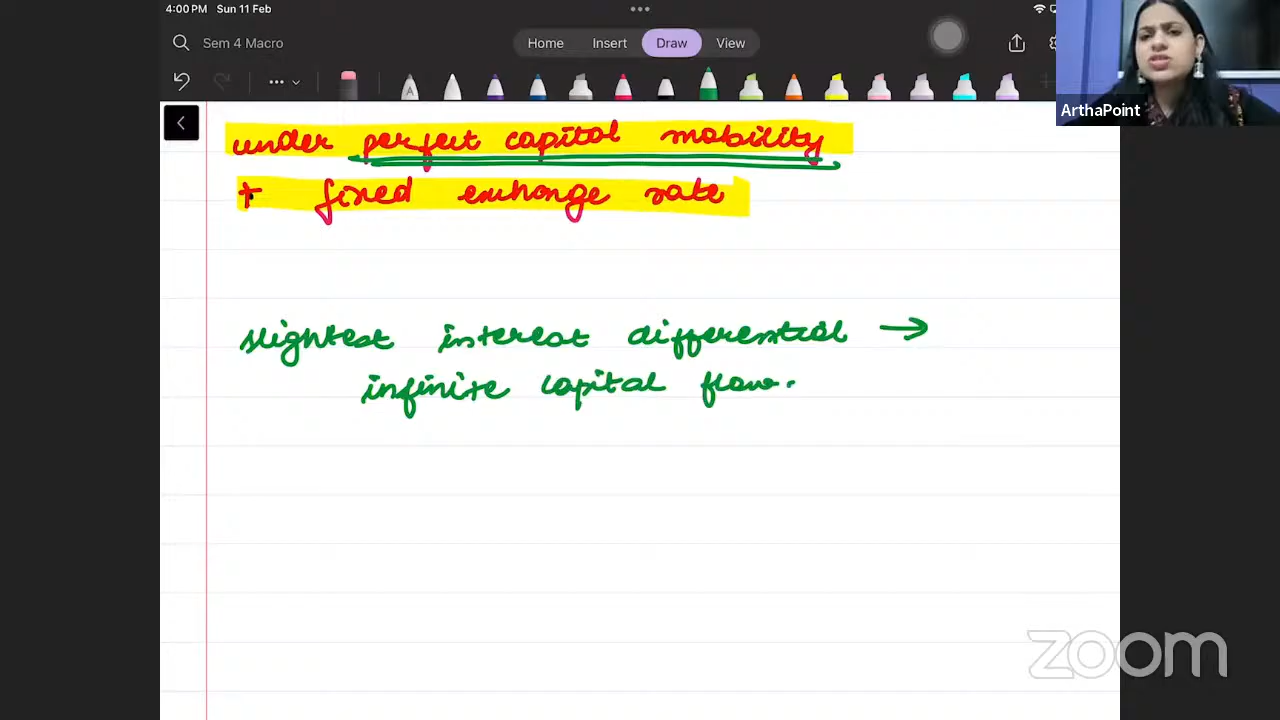 4:00 PM Sun 11 Feb
Sem 4 Macro
Home Insert Draw View
A
ArthaPoint
under perfect capital mobility
+ fixed exchange rate
slightest interest differential →
infinite capital flow.
zoom